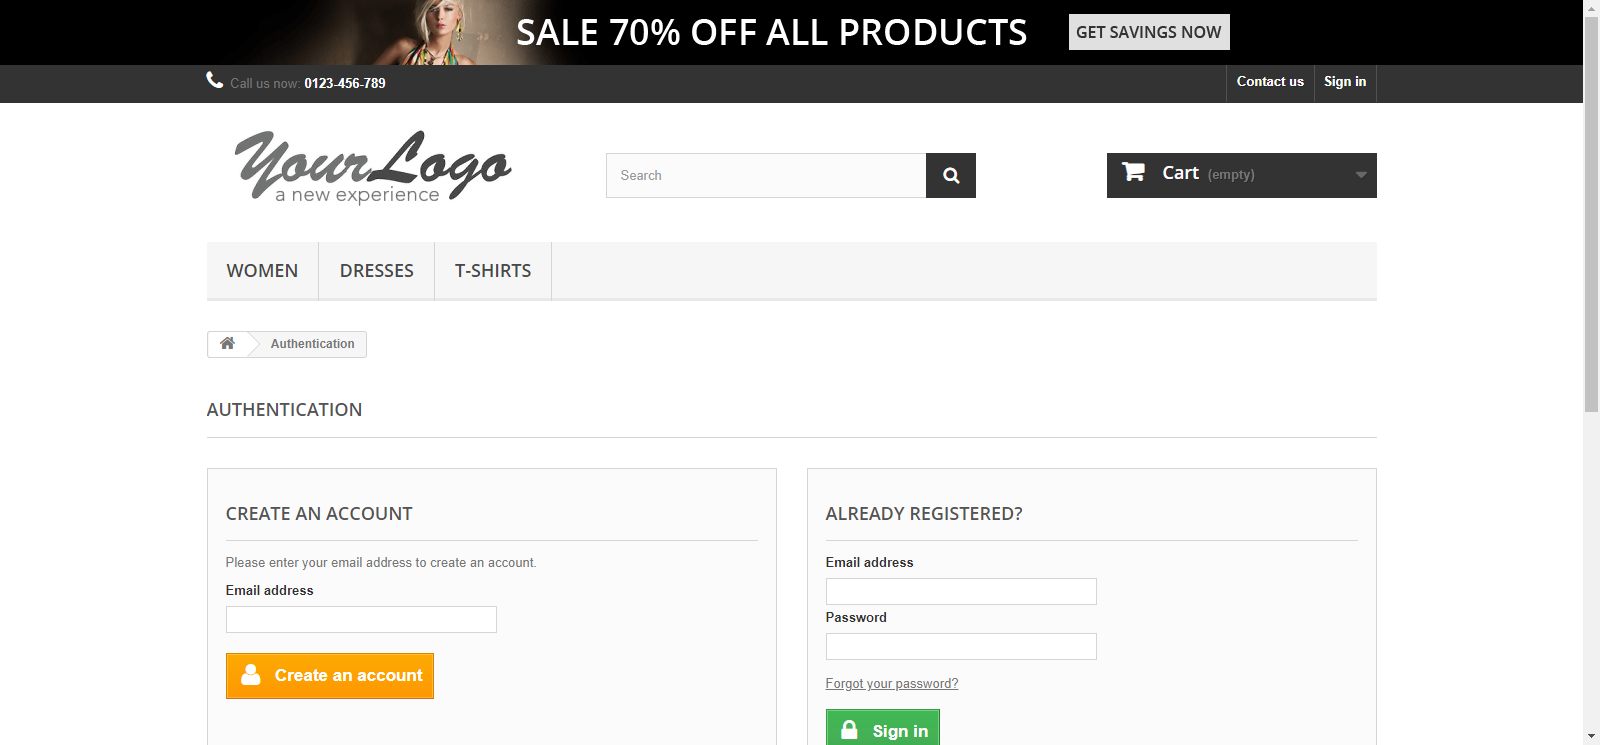 SALE 70% OFF ALL PRODUCTS GET SAVINGS NOW
Call us now: 0123-456-789 Contact us Sign in
YourLogo
a new experience
Search
Cart (empty)
WOMEN DRESSES T-SHIRTS
Authentication
AUTHENTICATION
CREATE AN ACCOUNT
Please enter your email address to create an account.
Email address
Create an account
ALREADY REGISTERED?
Email address
Password
Forgot your password?
Sign in